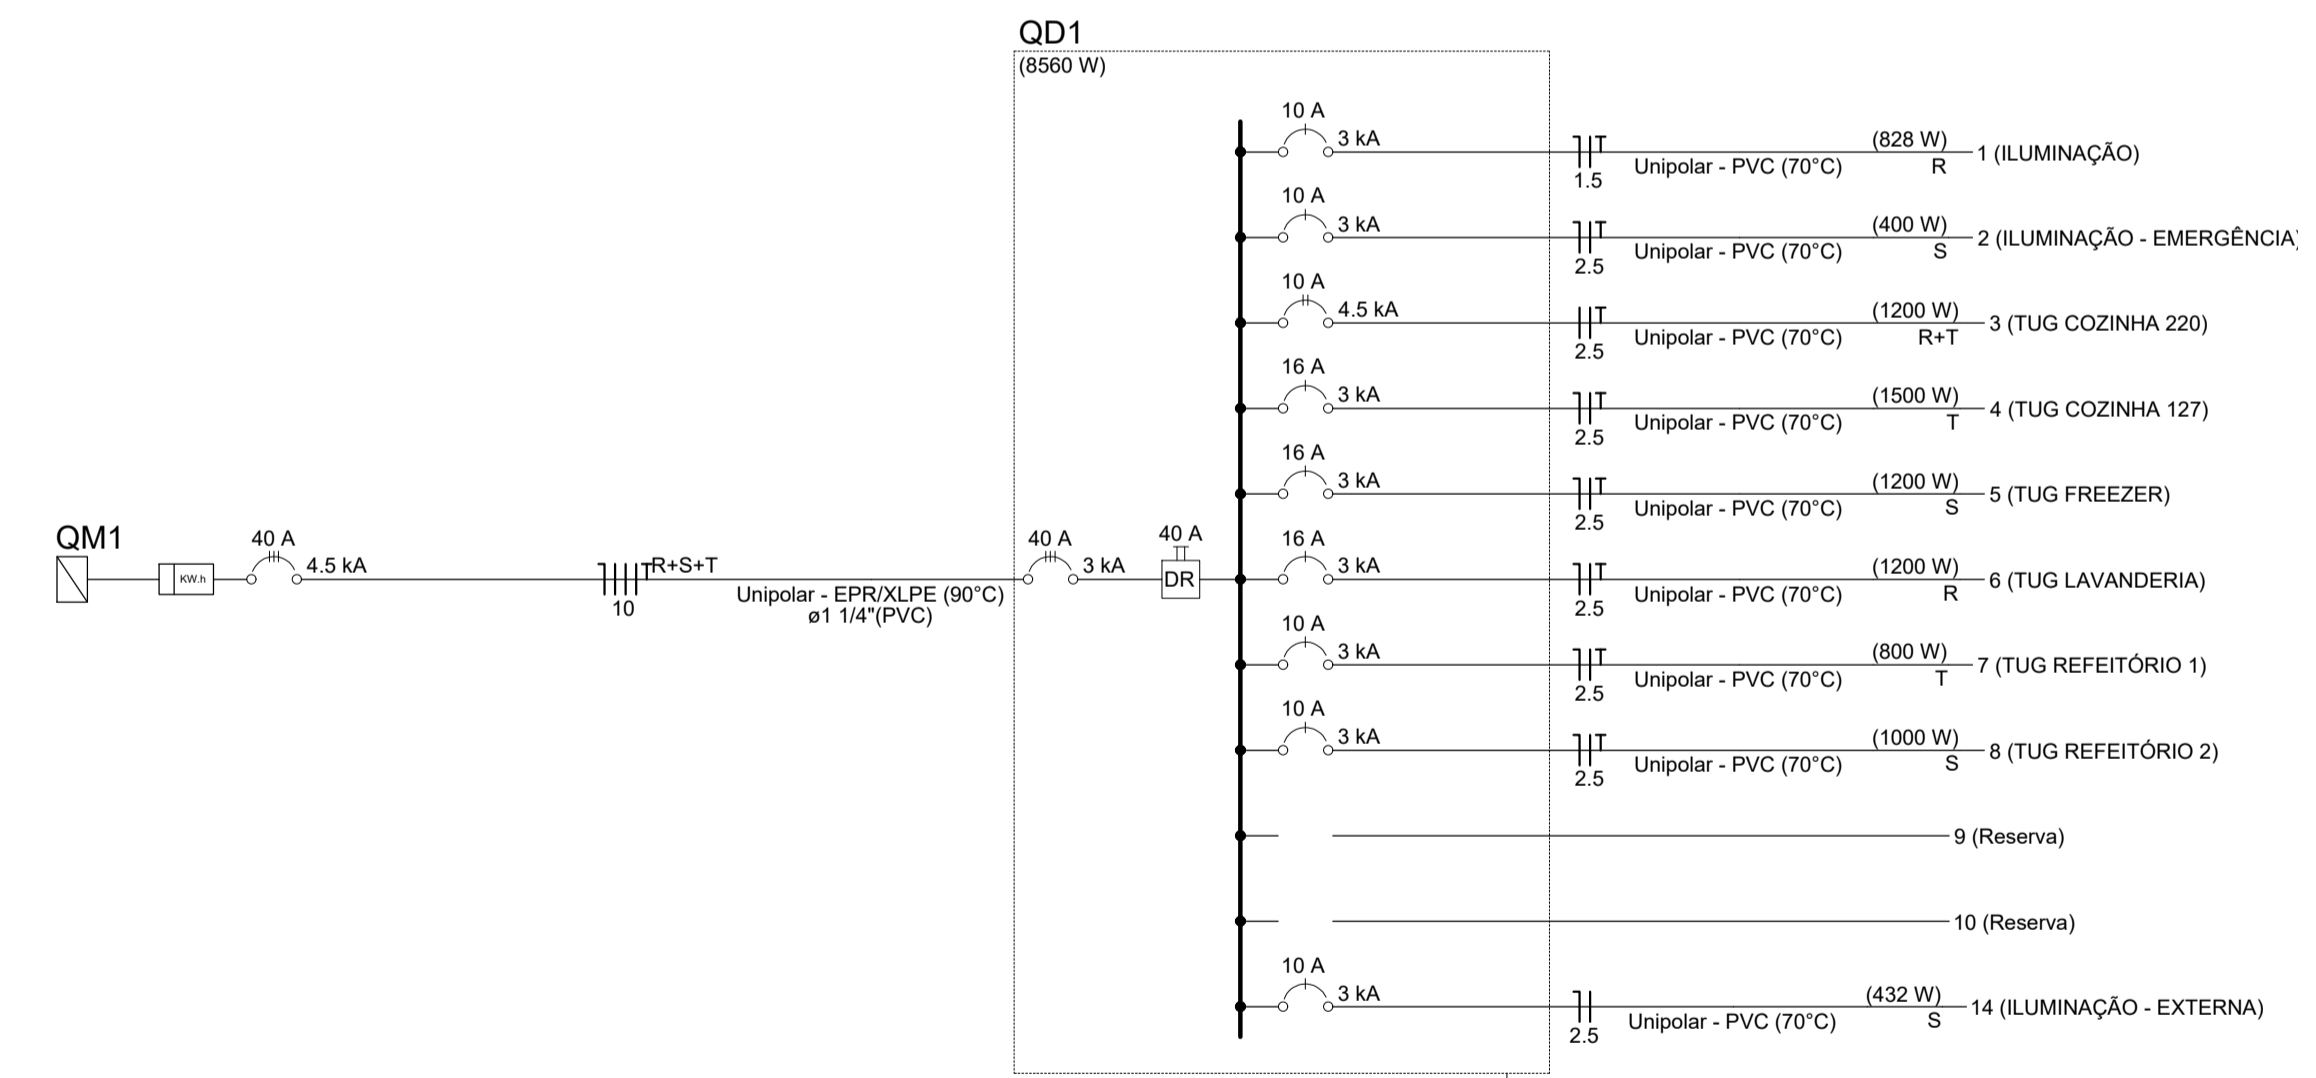 QD1
(8560 W)
10 A
3 kA
(828 W)
1 (ILUMINAÇÃO)
T
1.5
Unipolar - PVC (70°C)
R
10 A
3 kA
(400 W)
2 (ILUMINAÇÃO - EMERGÊNCIA)
T
2.5
Unipolar - PVC (70°C)
S
10 A
4.5 kA
(1200 W)
3 (TUG COZINHA 220)
T
2.5
Unipolar - PVC (70°C)
R+T
16 A
3 kA
(1500 W)
4 (TUG COZINHA 127)
T
2.5
Unipolar - PVC (70°C)
T
16 A
3 kA
(1200 W)
5 (TUG FREEZER)
T
2.5
Unipolar - PVC (70°C)
S
QM1
KW.h
40 A
4.5 kA
T
R+S+T
10
Unipolar - EPR/XLPE (90°C)
ø1 1/4"(PVC)
40 A
3 kA
40 A
DR
16 A
3 kA
(1200 W)
6 (TUG LAVANDERIA)
T
2.5
Unipolar - PVC (70°C)
R
10 A
3 kA
(800 W)
7 (TUG REFEITÓRIO 1)
T
2.5
Unipolar - PVC (70°C)
T
10 A
3 kA
(1000 W)
8 (TUG REFEITÓRIO 2)
T
2.5
Unipolar - PVC (70°C)
S
9 (Reserva)
10 (Reserva)
10 A
3 kA
(432 W)
14 (ILUMINAÇÃO - EXTERNA)
2.5
Unipolar - PVC (70°C)
S